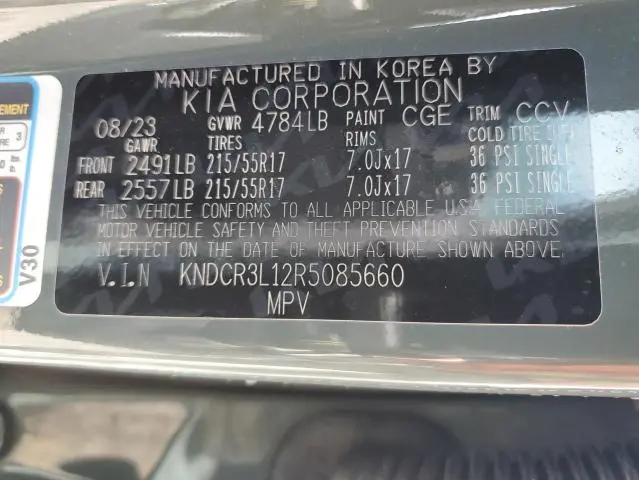 MANUFACTURED IN KOREA BY
KIA CORPORATION
08/23 GVWR 4784LB PAINT CGE TRIM CCV
GAWR TIRES RIMS COLD TIRE INFL
FRONT 2491LB 215/55R17 7.0Jx17 36 PSI SINGLE
REAR 2557LB 215/55R17 7.0Jx17 36 PSI SINGLE
THIS VEHICLE CONFORMS TO ALL APPLICABLE U.S.A. FEDERAL
MOTOR VEHICLE SAFETY AND THEFT PREVENTION STANDARDS
IN EFFECT ON THE DATE OF MANUFACTURE SHOWN ABOVE.
V.I.N KNDCR3L12R5085660
MPV
V30
3